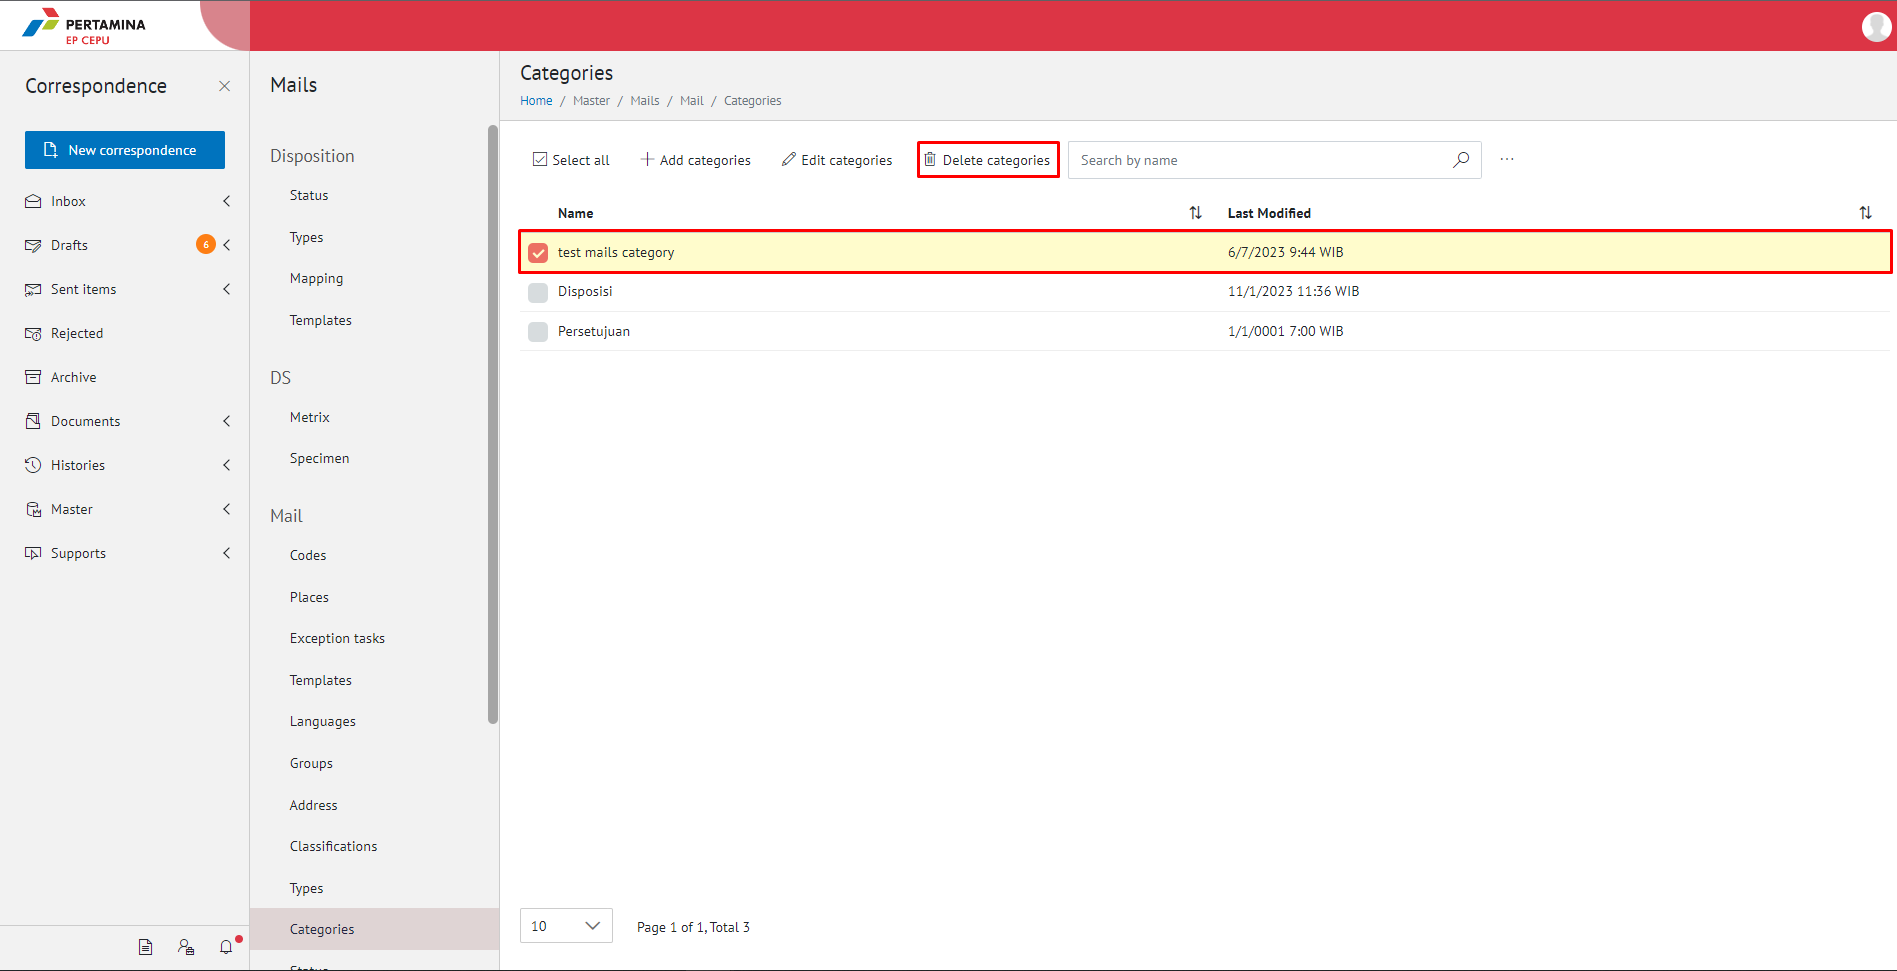 PERTAMINA
EP CEPU
Correspondence
New correspondence
Inbox
Drafts 6
Sent items
Rejected
Archive
Documents
Histories
Master
Supports
Mails
Disposition
Status
Types
Mapping
Templates
DS
Metrix
Specimen
Mail
Codes
Places
Exception tasks
Templates
Languages
Groups
Address
Classifications
Types
Categories
Status
Categories
Home / Master / Mails / Mail / Categories
Select all Add categories Edit categories Delete categories Search by name ...
Name Last Modified
test mails category 6/7/2023 9:44 WIB
Disposisi 11/1/2023 11:36 WIB
Persetujuan 1/1/0001 7:00 WIB
10 Page 1 of 1, Total 3